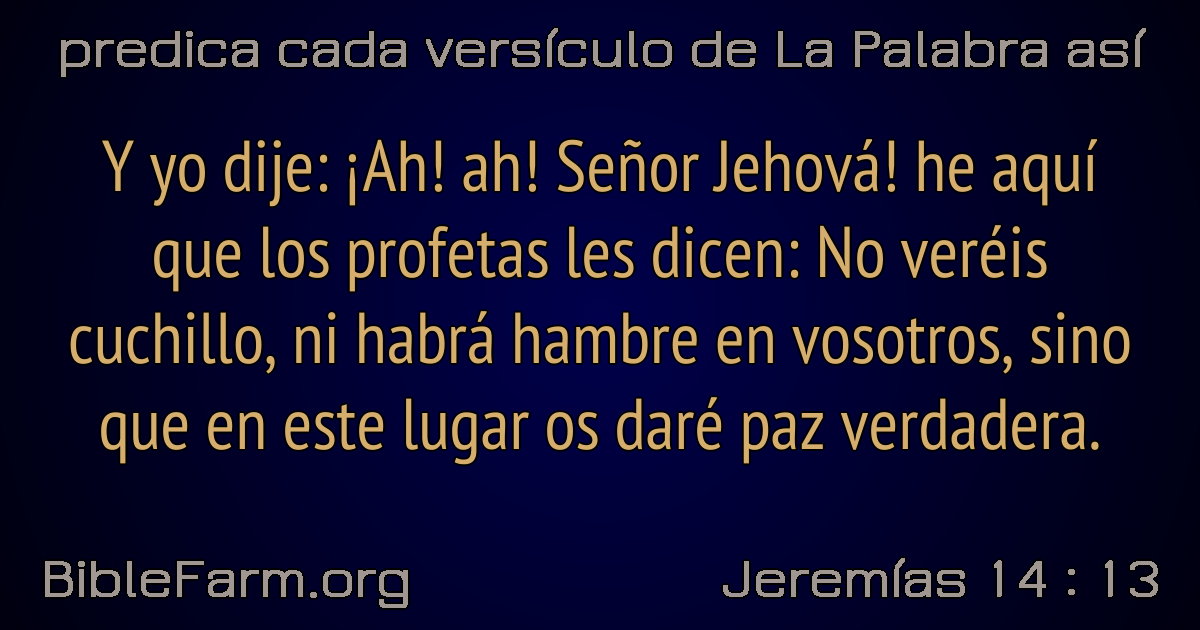 predica cada versículo de La Palabra así
Y yo dije: ¡Ah! ah! Señor Jehová! he aquí
que los profetas les dicen: No veréis
cuchillo, ni habrá hambre en vosotros, sino
que en este lugar os daré paz verdadera.
BibleFarm.org
Jeremías 14 : 13